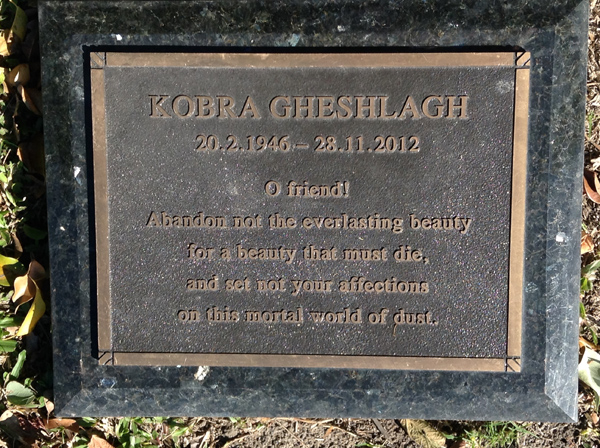 KOBRA GHESHLAGH
20.2.1946 – 28.11.2012
O friend!
Abandon not the everlasting beauty
for a beauty that must die,
and set not your affections
on this mortal world of dust.